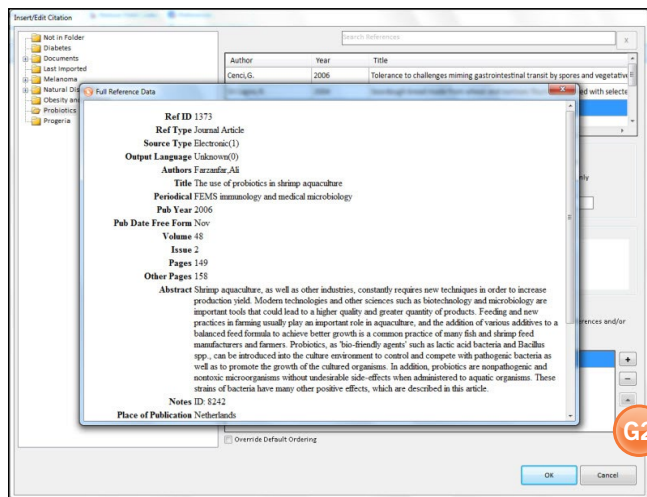 Insert/Edit Citation
Not in Folder
Diabetes
Documents
Last Imported
Melanoma
Natural Dis
Obesity and
Probiotics
Progeria
Search References
x
Author Year Title
Cenci,G. 2006 Tolerance to challenges miming gastrointestinal transit by spores and vegetative
ed with selecte
Full Reference Data
Ref ID 1373
Ref Type Journal Article
Source Type Electronic(1)
Output Language Unknown(0)
Authors Farzanfar,Ali
Title The use of probiotics in shrimp aquaculture
Periodical FEMS immunology and medical microbiology
Pub Year 2006
Pub Date Free Form Nov
Volume 48
Issue 2
Pages 149
Other Pages 158
Abstract Shrimp aquaculture, as well as other industries, constantly requires new techniques in order to increase
production yield. Modern technologies and other sciences such as biotechnology and microbiology are
important tools that could lead to a higher quality and greater quantity of products. Feeding and new
practices in farming usually play an important role in aquaculture, and the addition of various additives to a
balanced feed formula to achieve better growth is a common practice of many fish and shrimp feed
manufacturers and farmers. Probiotics, as 'bio-friendly agents' such as lactic acid bacteria and Bacillus
spp., can be introduced into the culture environment to control and compete with pathogenic bacteria as
well as to promote the growth of the cultured organisms. In addition, probiotics are nonpathogenic and
nontoxic microorganisms without undesirable side-effects when administered to aquatic organisms. These
strains of bacteria have many other positive effects, which are described in this article.
Notes ID: 8242
Place of Publication Netherlands
nly
erences and/or
Override Default Ordering
G2
OK Cancel